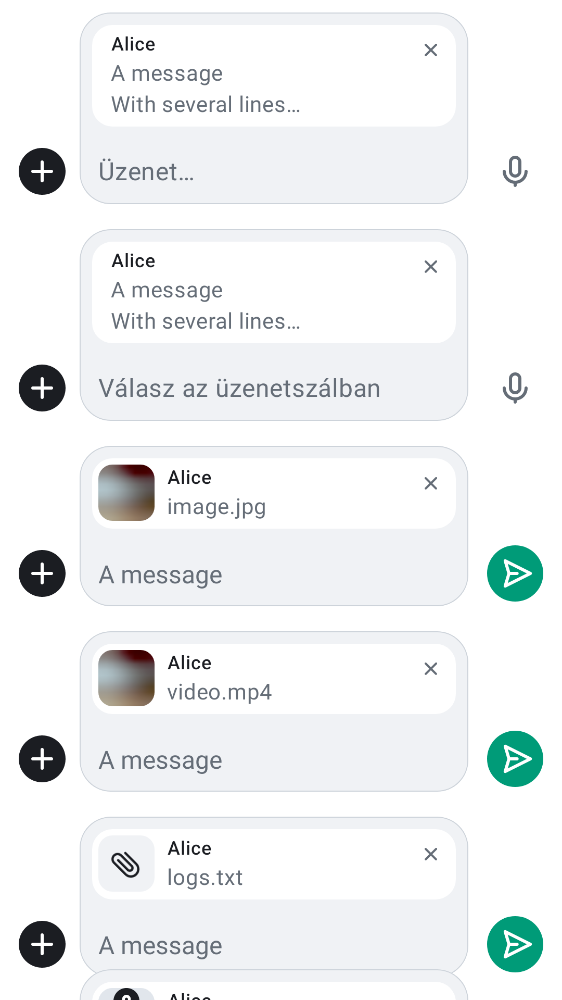 Alice
A message
With several lines…
Üzenet…
Alice
A message
With several lines…
Válasz az üzenetszálban
Alice
image.jpg
A message
Alice
video.mp4
A message
Alice
logs.txt
A message
Alice